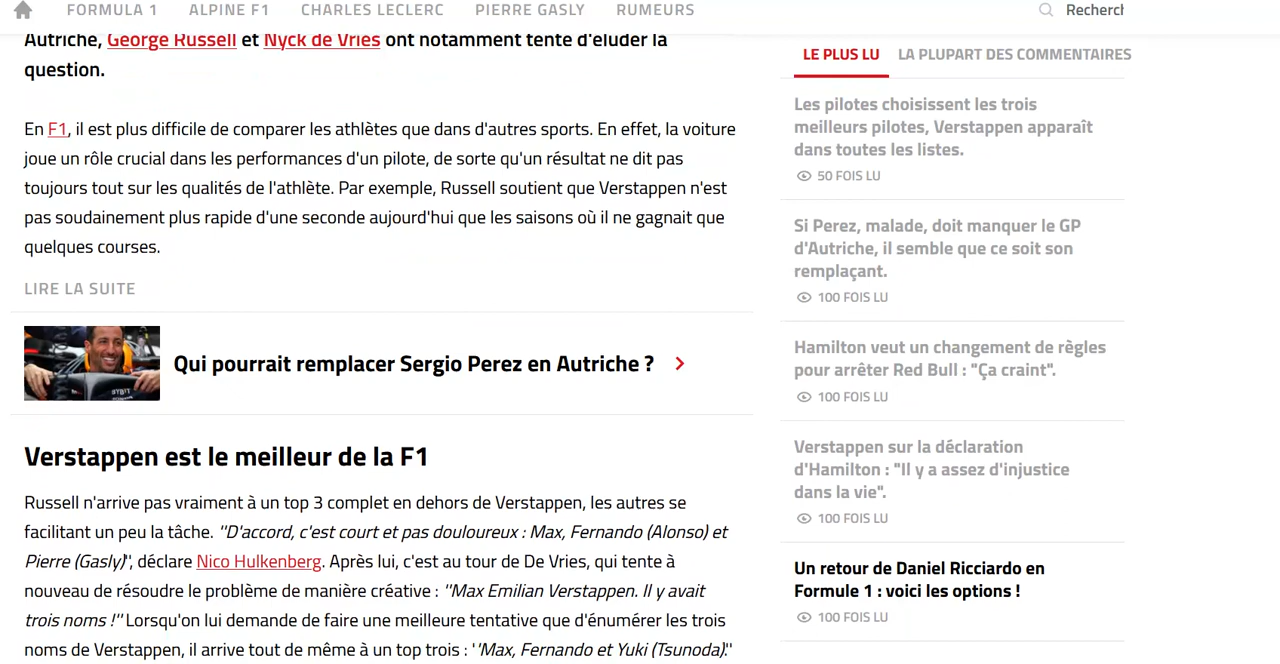 FORMULA 1 ALPINE F1 CHARLES LECLERC PIERRE GASLY RUMEURS Recherch
Autriche, George Russell et Nyck de Vries ont notamment tenté d'éluder la
question.
En F1, il est plus difficile de comparer les athlètes que dans d'autres sports. En effet, la voiture
joue un rôle crucial dans les performances d'un pilote, de sorte qu'un résultat ne dit pas
toujours tout sur les qualités de l'athlète. Par exemple, Russell soutient que Verstappen n'est
pas soudainement plus rapide d'une seconde aujourd'hui que les saisons où il ne gagnait que
quelques courses.
LIRE LA SUITE
Qui pourrait remplacer Sergio Perez en Autriche ?
BYBIT
Verstappen est le meilleur de la F1
Russell n'arrive pas vraiment à un top 3 complet en dehors de Verstappen, les autres se
facilitant un peu la tâche. "D'accord, c'est court et pas douloureux : Max, Fernando (Alonso) et
Pierre (Gasly)", déclare Nico Hulkenberg. Après lui, c'est au tour de De Vries, qui tente à
nouveau de résoudre le problème de manière créative : "Max Emilian Verstappen. Il y avait
trois noms !" Lorsqu'on lui demande de faire une meilleure tentative que d'énumérer les trois
noms de Verstappen, il arrive tout de même à un top trois : ''Max, Fernando et Yuki (Tsunoda)."
LE PLUS LU LA PLUPART DES COMMENTAIRES
Les pilotes choisissent les trois
meilleurs pilotes, Verstappen apparaît
dans toutes les listes.
50 FOIS LU
Si Perez, malade, doit manquer le GP
d'Autriche, il semble que ce soit son
remplaçant.
100 FOIS LU
Hamilton veut un changement de règles
pour arrêter Red Bull : "Ça craint".
100 FOIS LU
Verstappen sur la déclaration
d'Hamilton : "Il y a assez d'injustice
dans la vie".
100 FOIS LU
Un retour de Daniel Ricciardo en
Formule 1 : voici les options !
100 FOIS LU